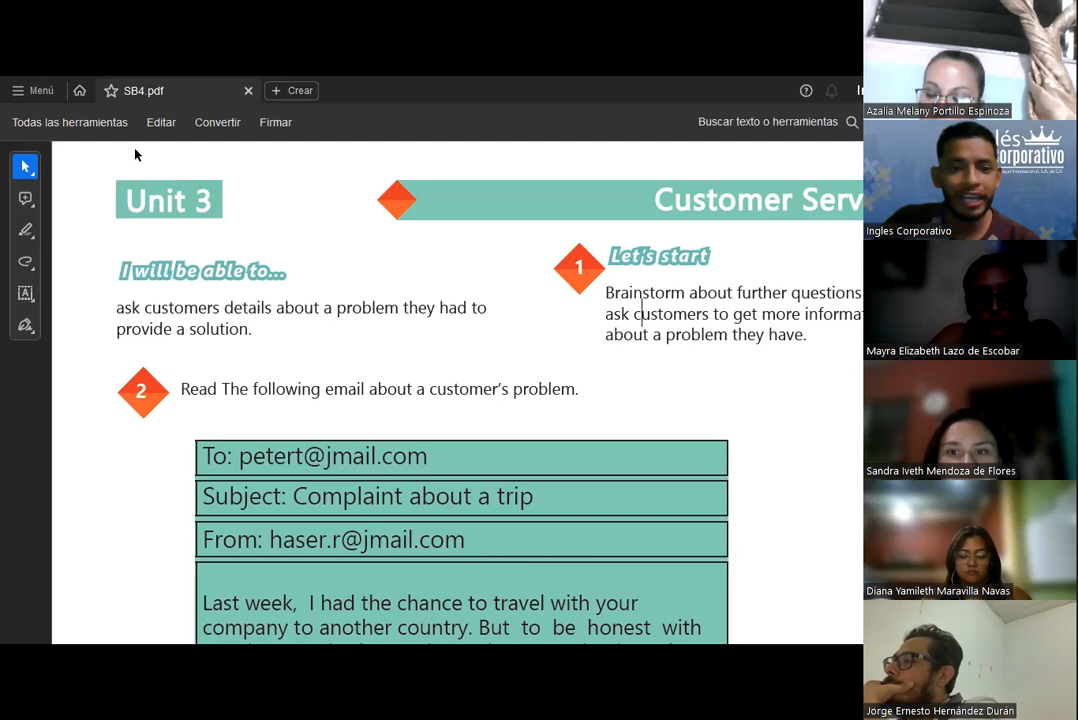 Menú
SB4.pdf
Crear
Todas las herramientas
Editar
Convertir
Firmar
Buscar texto o herramientas
Unit 3
Customer Serv
I will be able to...
ask customers details about a problem they had to
provide a solution.
1
Let's start
Brainstorm about further questions
ask customers to get more informa
about a problem they have.
2
Read The following email about a customer's problem.
To: petert@jmail.com
Subject: Complaint about a trip
From: haser.r@jmail.com
Last week, I had the chance to travel with your
company to another country. But to be honest with
Azalia Melany Portillo Espinoza
lés
orporativo
Ingles Corporativo
Mayra Elizabeth Lazo de Escobar
Sandra Iveth Mendoza de Flores
Diana Yamileth Maravilla Navas
Jorge Ernesto Hernández Durán